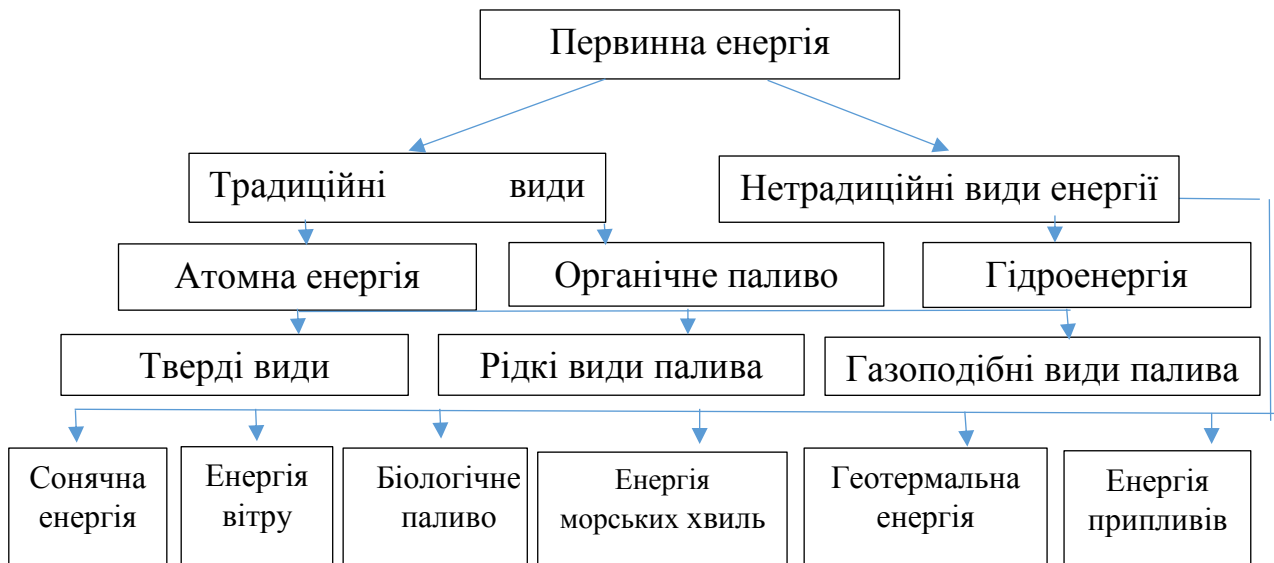 Первинна енергія
Традиційні види
Нетрадиційні види енергії
Атомна енергія
Органічне паливо
Гідроенергія
Тверді види
Рідкі види палива
Газоподібні види палива
Сонячна
енергія
Енергія
вітру
Біологічне
паливо
Енергія
морських хвиль
Геотермальна
енергія
Енергія
припливів